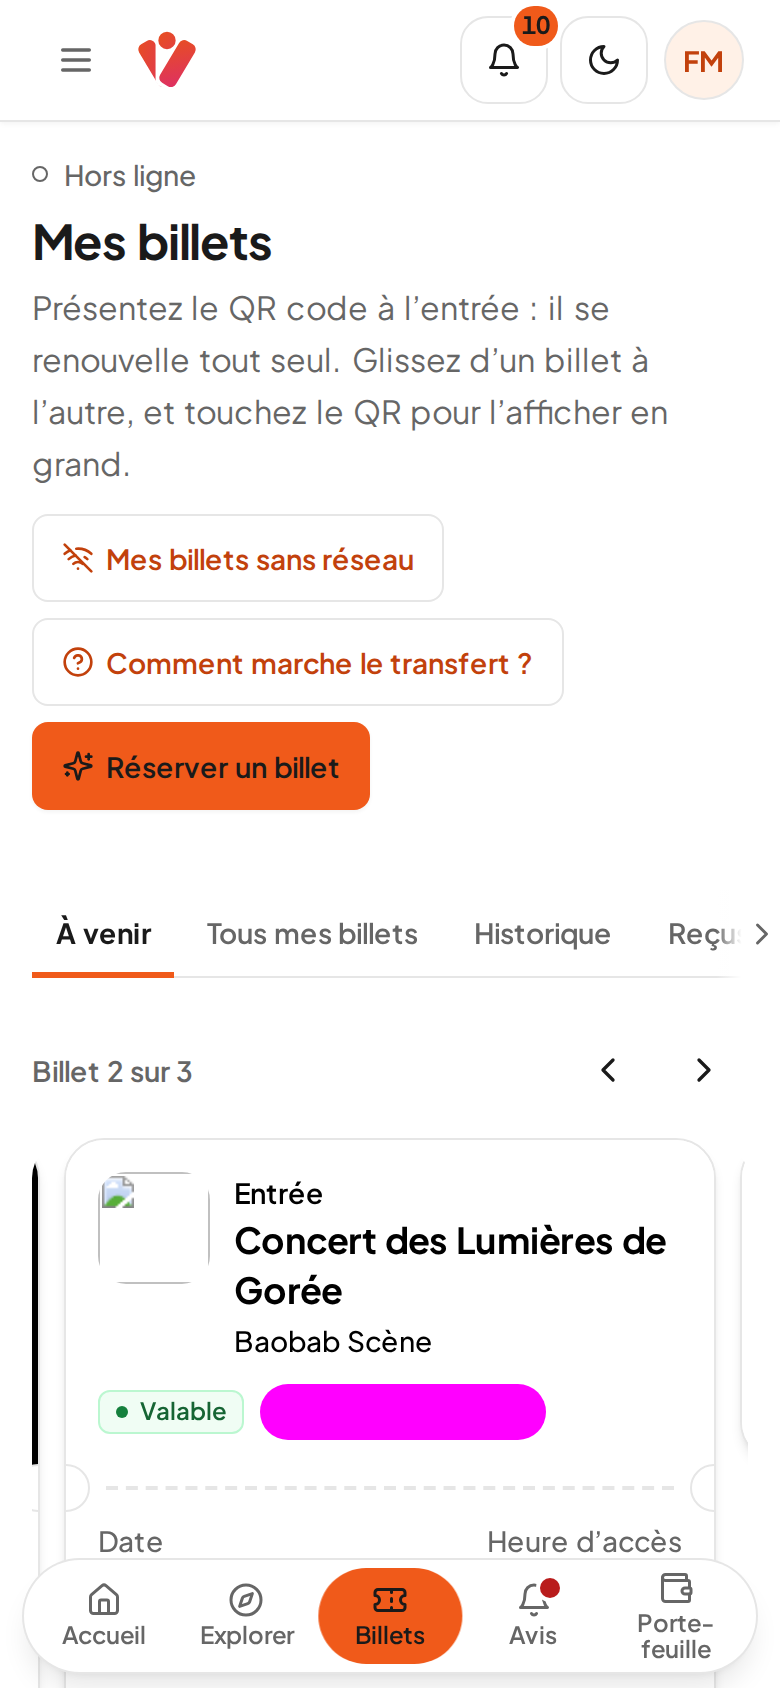 10
FM
Hors ligne
Mes billets
Présentez le QR code à l’entrée : il se
renouvelle tout seul. Glissez d’un billet à
l’autre, et touchez le QR pour l’afficher en
grand.
Mes billets sans réseau
Comment marche le transfert ?
Réserver un billet
À venir
Tous mes billets
Historique
Reçus
Billet 2 sur 3
Entrée
Concert des Lumières de
Gorée
Baobab Scène
Valable
Date
Heure d’accès
Accueil
Explorer
Billets
Avis
Porte-
feuille